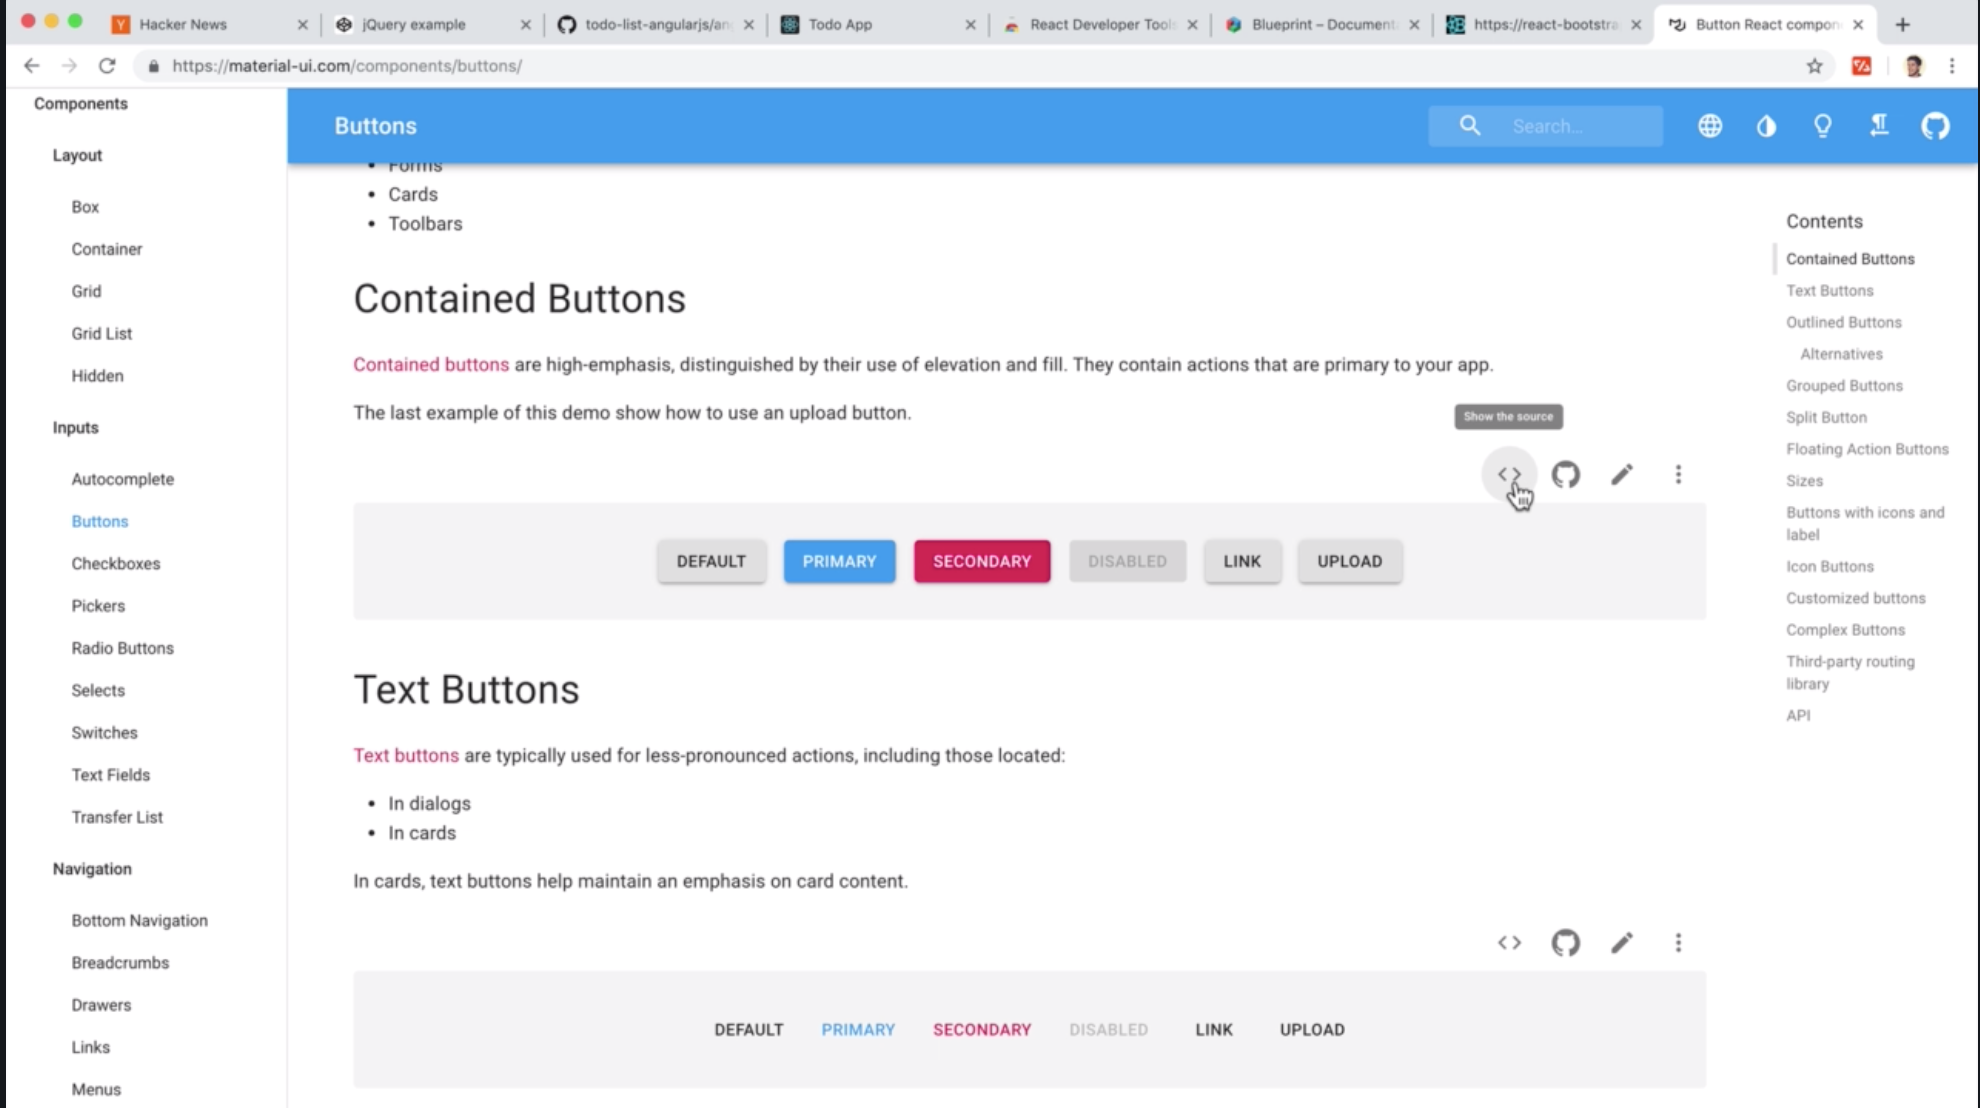 Hacker News
jQuery example
todo-list-angularjs/an
Todo App
React Developer Tools
Blueprint – Document
https://react-bootstra
Button React compon
https://material-ui.com/components/buttons/
Components
Layout
Box
Container
Grid
Grid List
Hidden
Inputs
Autocomplete
Buttons
Checkboxes
Pickers
Radio Buttons
Selects
Switches
Text Fields
Transfer List
Navigation
Bottom Navigation
Breadcrumbs
Drawers
Links
Menus
Buttons
Search...
Forms
Cards
Toolbars
Contained Buttons
Contained buttons are high-emphasis, distinguished by their use of elevation and fill. They contain actions that are primary to your app.
The last example of this demo show how to use an upload button.
Show the source
DEFAULT PRIMARY SECONDARY DISABLED LINK UPLOAD
Text Buttons
Text buttons are typically used for less-pronounced actions, including those located:
In dialogs
In cards
In cards, text buttons help maintain an emphasis on card content.
DEFAULT PRIMARY SECONDARY DISABLED LINK UPLOAD
Contents
Contained Buttons
Text Buttons
Outlined Buttons
Alternatives
Grouped Buttons
Split Button
Floating Action Buttons
Sizes
Buttons with icons and
label
Icon Buttons
Customized buttons
Complex Buttons
Third-party routing
library
API